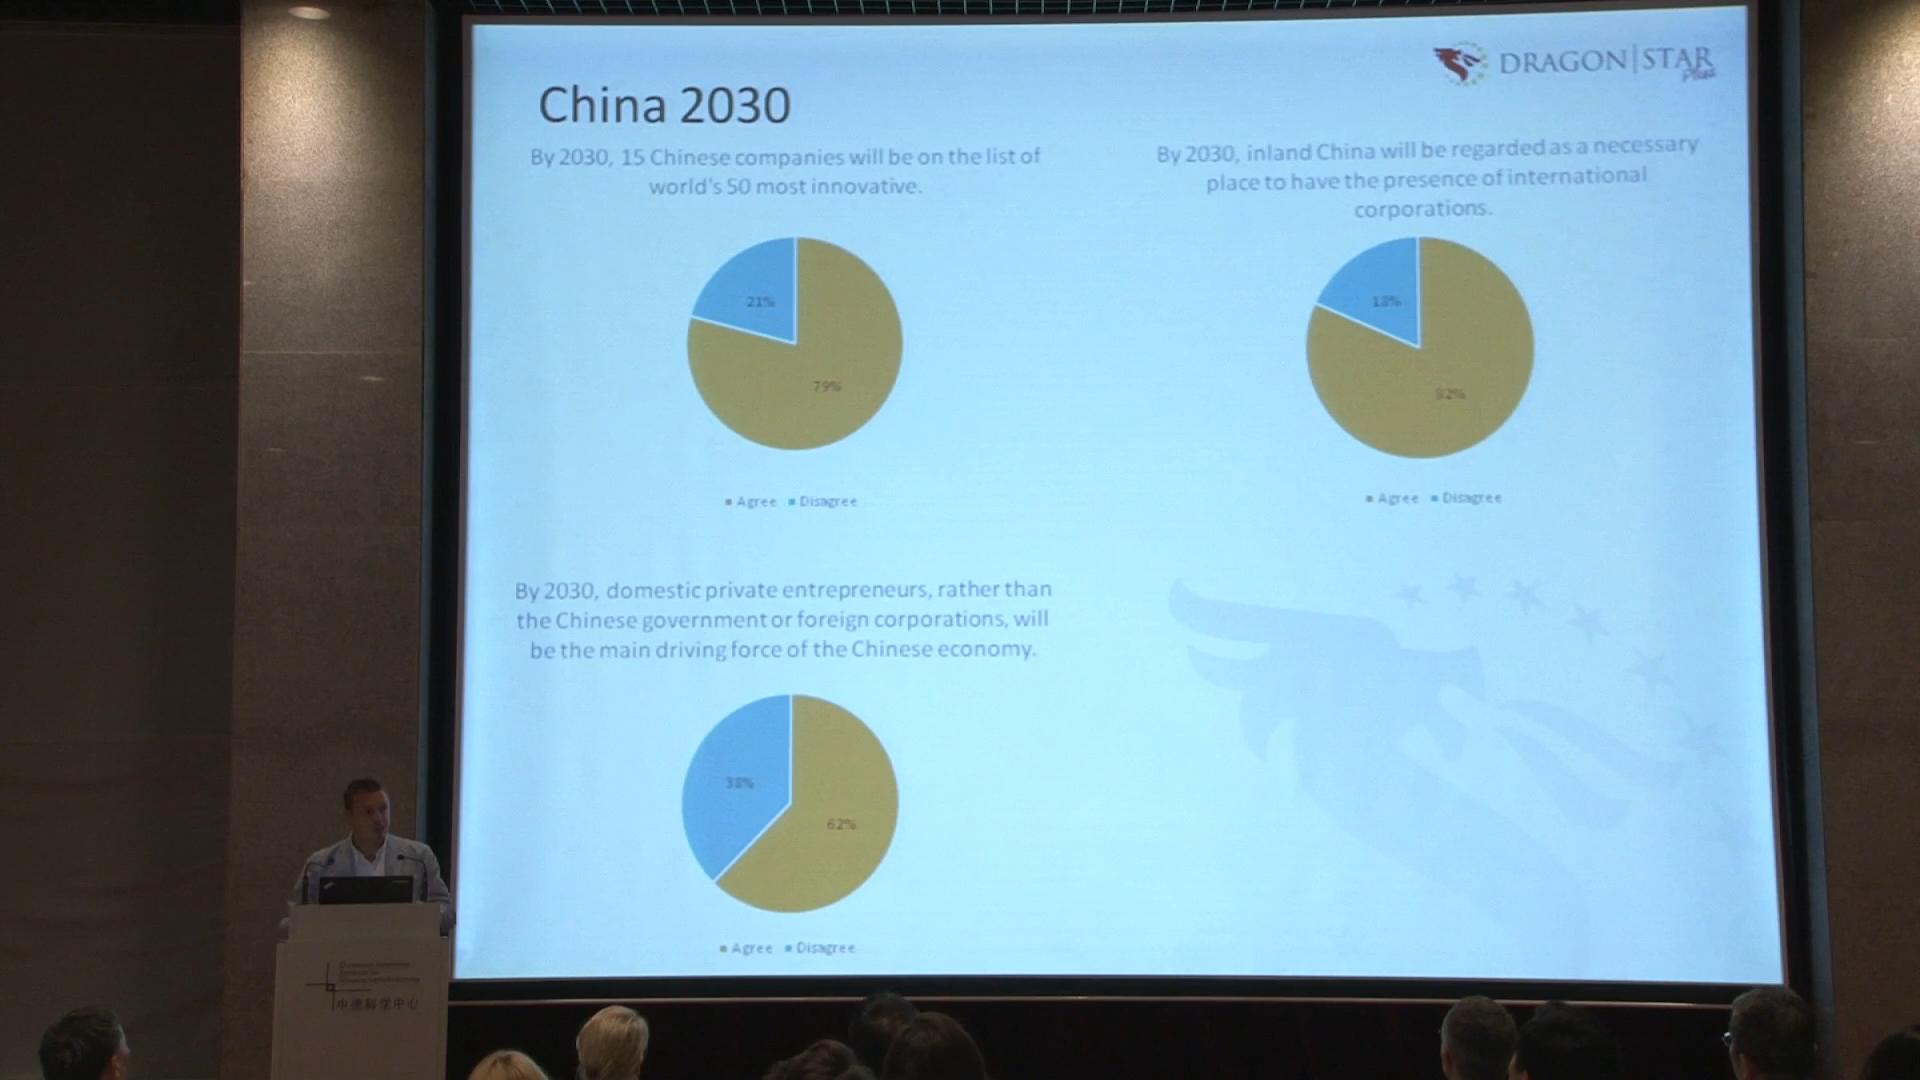 DRAGON|STAR
Plus
China 2030
By 2030, 15 Chinese companies will be on the list of
world's 50 most innovative.
21%
79%
Agree Disagree
By 2030, inland China will be regarded as a necessary
place to have the presence of international
corporations.
18%
82%
Agree Disagree
By 2030, domestic private entrepreneurs, rather than
the Chinese government or foreign corporations, will
be the main driving force of the Chinese economy.
38%
62%
Agree Disagree
中德科学中心